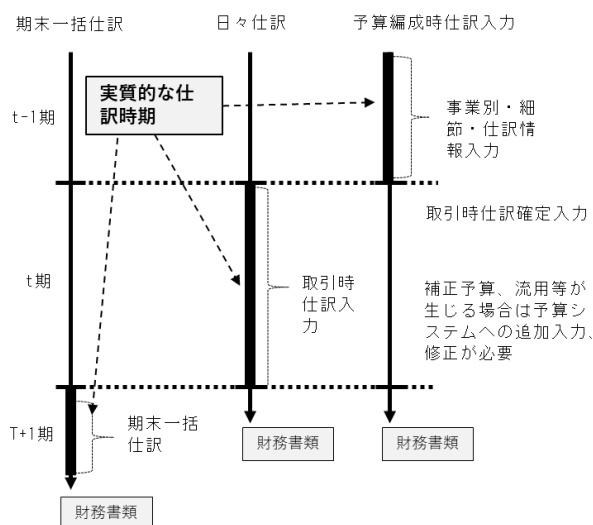 期末一括仕訳
日々仕訳
予算編成時仕訳入力
実質的な仕
訳時期
t-1期
事業別・細
節・仕訳情
報入力
取引時仕訳確定入力
t期
取引時
仕訳入
力
補正予算、流用等が
生じる場合は予算シ
ステムへの追加入力、
修正が必要
T+1期
期末一括
仕訳
財務書類
財務書類
財務書類